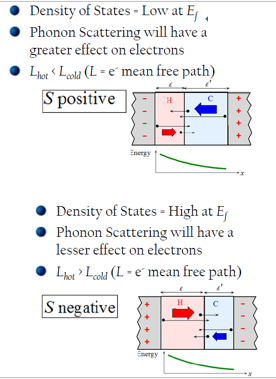 Density of States = Low at Ef
Phonon Scattering will have a
greater effect on electrons
Lhot < Lcold (L = e- mean free path)
S positive
ℓ ℓ'
H C
- - - -
+ + + +
Energy
x
Density of States = High at Ef
Phonon Scattering will have a
lesser effect on electrons
Lhot > Lcold (L = e- mean free path)
S negative
ℓ ℓ'
H C
+ + + +
- - - -
Energy
x